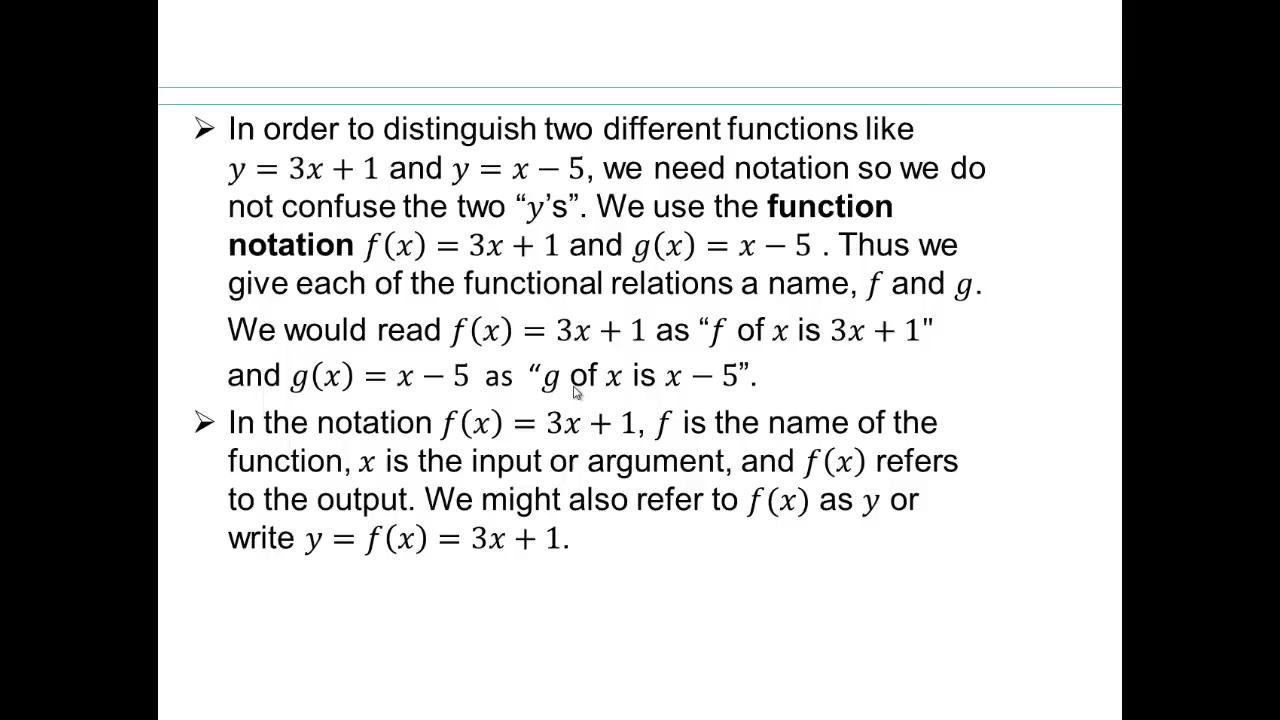 ➢ In order to distinguish two different functions like
y = 3x + 1 and y = x − 5, we need notation so we do
not confuse the two “y’s”. We use the function
notation f(x) = 3x + 1 and g(x) = x − 5 . Thus we
give each of the functional relations a name, f and g.
We would read f(x) = 3x + 1 as “f of x is 3x + 1"
and g(x) = x − 5 as “g of x is x − 5”.
➢ In the notation f(x) = 3x + 1, f is the name of the
function, x is the input or argument, and f(x) refers
to the output. We might also refer to f(x) as y or
write y = f(x) = 3x + 1.